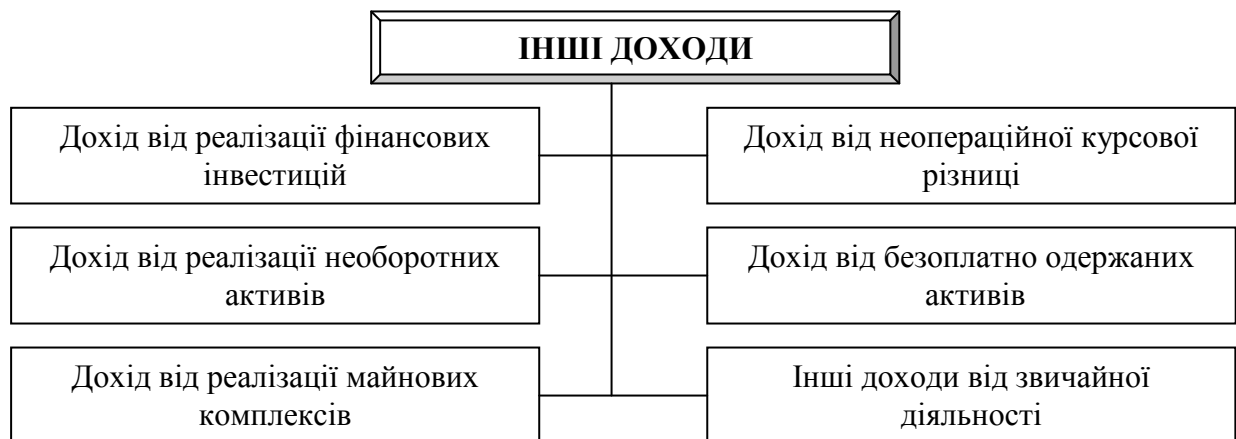 ІНШІ ДОХОДИ
Дохід від реалізації фінансових
інвестицій
Дохід від неопераційної курсової
різниці
Дохід від реалізації необоротних
активів
Дохід від безоплатно одержаних
активів
Дохід від реалізації майнових
комплексів
Інші доходи від звичайної
діяльності